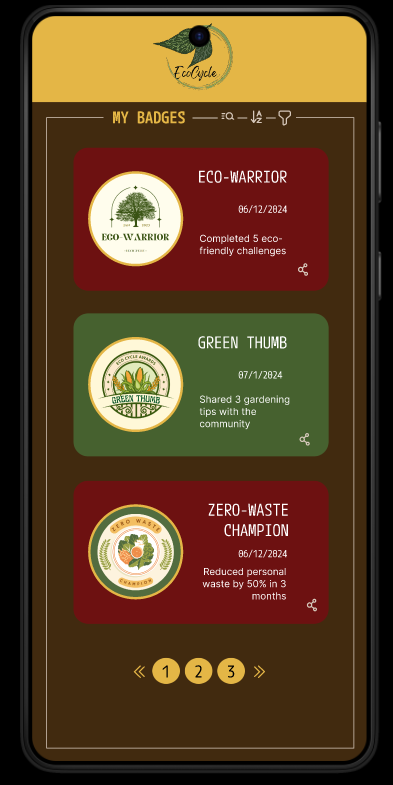 EcoCycle
MY BADGES
ECO-WARRIOR
06/12/2024
ECO-WARRIOR
Completed 5 eco-
friendly challenges
GREEN THUMB
ECO CYCLE AWARDS
07/1/2024
GREEN THUMB
Shared 3 gardening
tips with the
community
ZERO-WASTE
CHAMPION
ZERO WASTE
06/12/2024
Reduced personal
waste by 50% in 3
months
CHAMPION
1 2 3